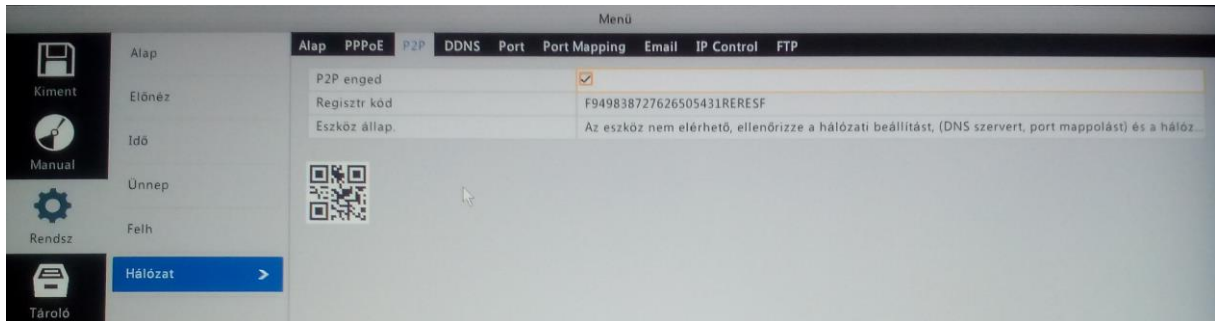 Menü
Alap PPPoE P2P DDNS Port Port Mapping Email IP Control FTP
Kiment
Manual
Rendsz
Tároló
Alap
Előnéz
Idő
Ünnep
Felh
Hálózat >
P2P enged
Regisztr kód F949838727626505431RERESF
Eszköz állap. Az eszköz nem elérhető, ellenőrizze a hálózati beállítást, (DNS szervert, port mappolást) és a hálóz...